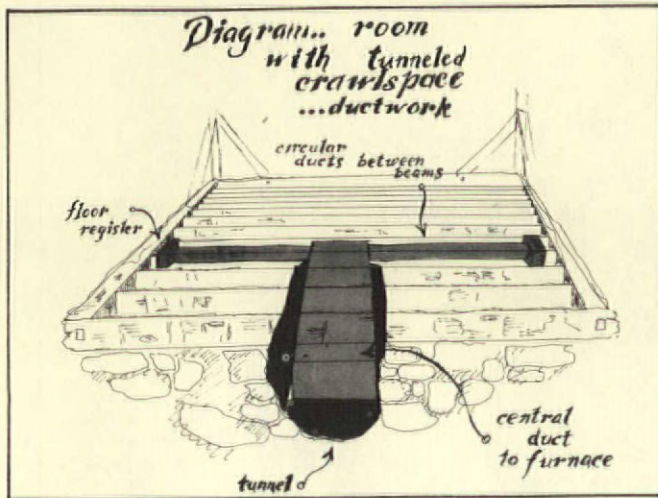 Diagram.. room
with tunneled
crawlspace
...ductwork
circular
ducts between
beams
floor
register
central
duct
to furnace
tunnel